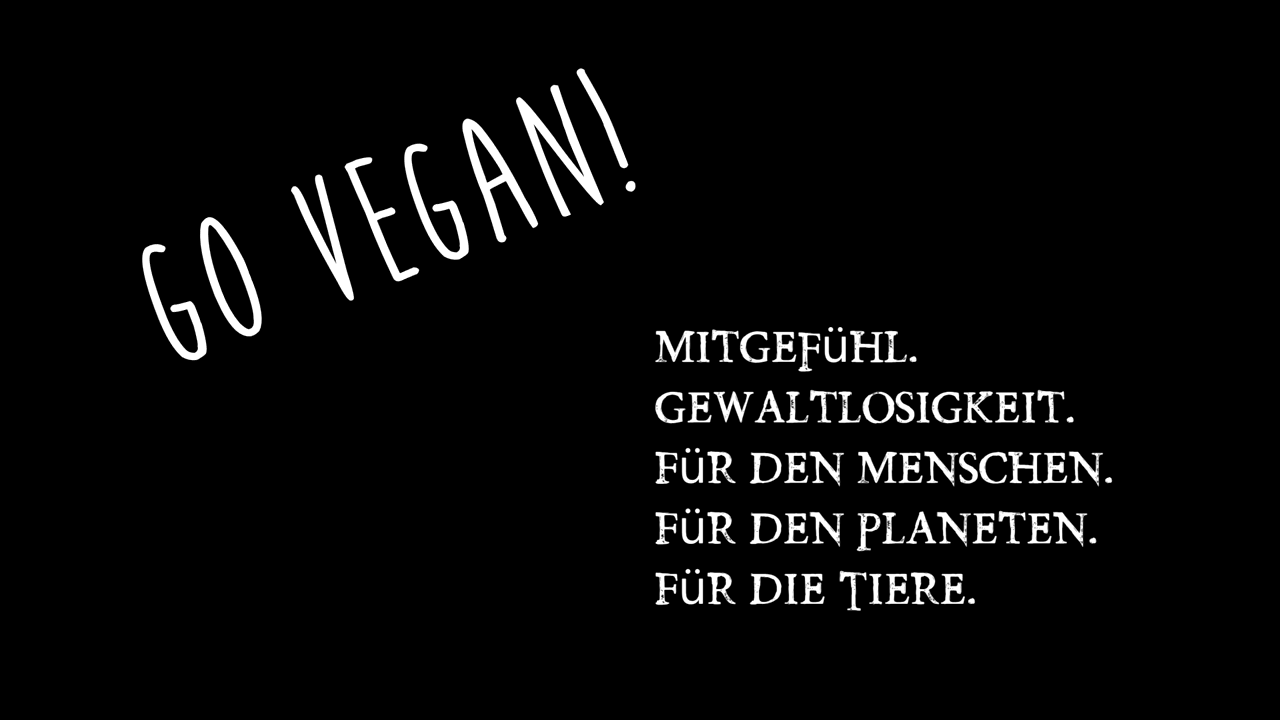 GO VEGAN!
MITGEFÜHL.
GEWALTLOSIGKEIT.
FÜR DEN MENSCHEN.
FÜR DEN PLANETEN.
FÜR DIE TIERE.